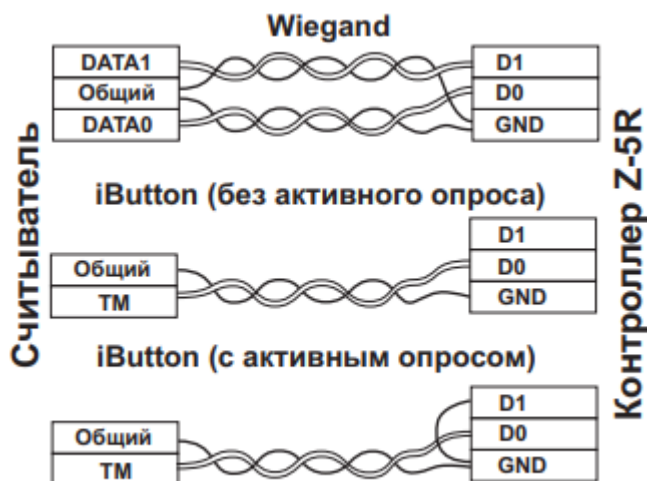 Wiegand
DATA1
Общий
DATA0
D1
D0
GND
Считыватель
Контроллер Z-5R
iButton (без активного опроса)
Общий
TM
D1
D0
GND
iButton (с активным опросом)
Общий
TM
D1
D0
GND